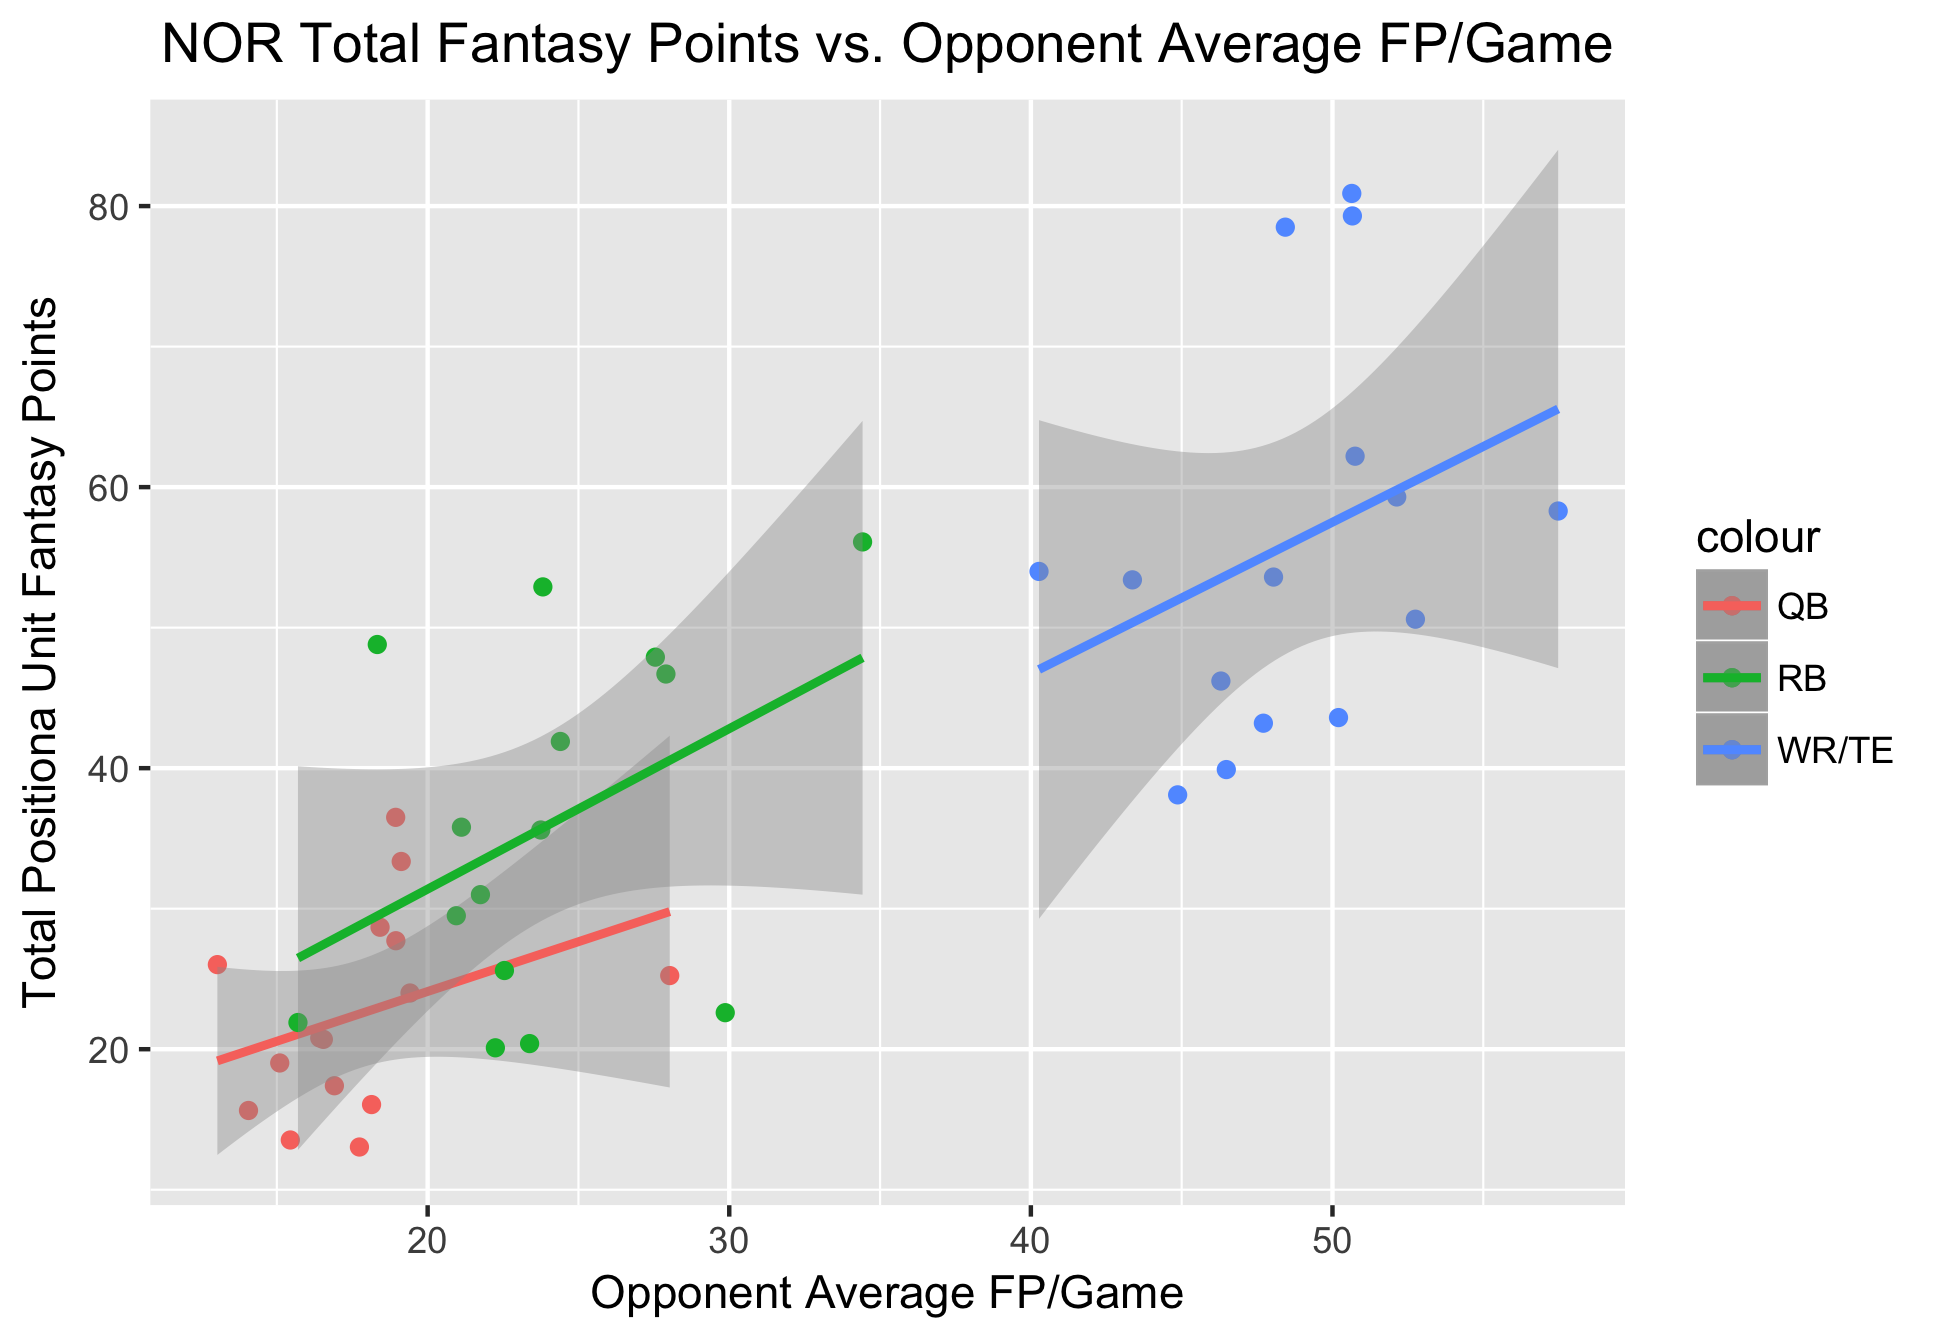 NOR Total Fantasy Points vs. Opponent Average FP/Game
Total Positiona Unit Fantasy Points
80
60
40
20
20
30
40
50
Opponent Average FP/Game
colour
QB
RB
WR/TE